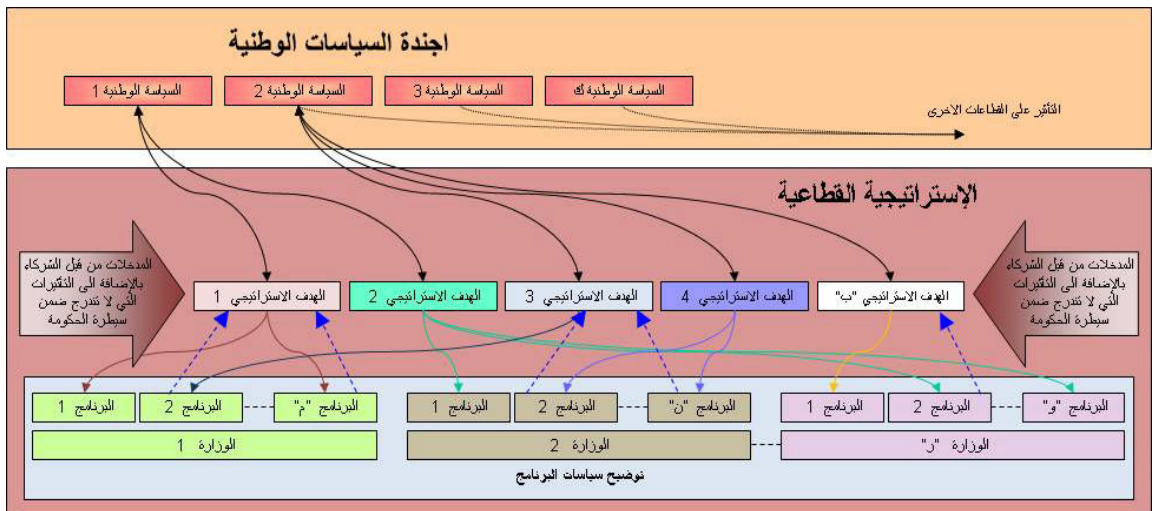 اجندة السياسات الوطنية
السياسة الوطنية 1
السياسة الوطنية 2
السياسة الوطنية 3
السياسة الوطنية ك
التأثير على القطاعات الاخرى
الإستراتيجية القطاعية
المدخلات من قبل الشركاء
بالإضافة الى التقثيرات
التي لا تندرج ضمن
سيطرة الحكومة
المدخلات من قبل الشركاء
بالإضافة الى التقثيرات
التي لا تندرج ضمن
سيطرة الحكومة
الهدف الاستراتيجي 1
الهدف الاستراتيجي 2
الهدف الاستراتيجي 3
الهدف الاستراتيجي 4
الهدف الاستراتيجي "ب"
البرنامج 1
البرنامج 2
البرنامج "م"
البرنامج 1
البرنامج 2
البرنامج "ن"
البرنامج 1
البرنامج 2
البرنامج "و"
الوزارة 1
الوزارة 2
الوزارة "ر"
توضيح سياسات البرنامج